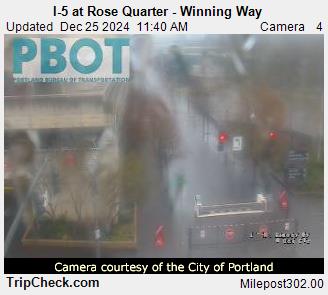 I-5 at Rose Quarter - Winning Way
Updated Dec 25 2024 11:40 AM Camera 4
PBOT
PORTLAND BUREAU OF TRANSPORTATION
Camera courtesy of the City of Portland
TripCheck.com Milepost302.00